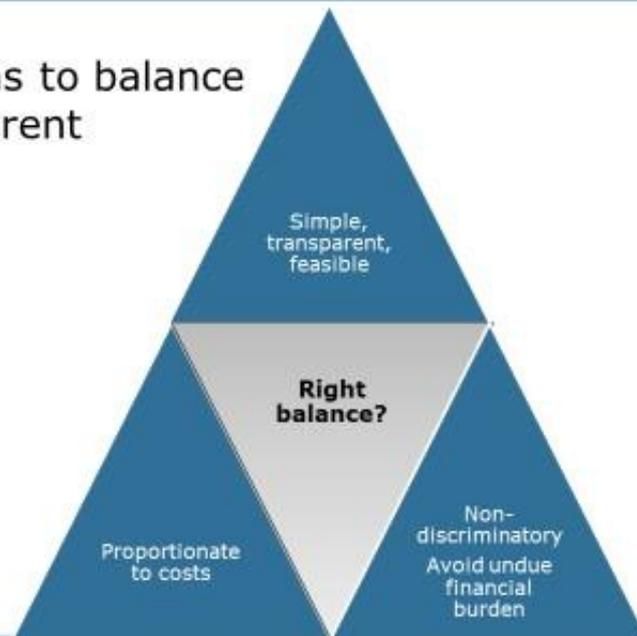 s to balance
rent
Simple,
transparent,
feasible
Right
balance?
Proportionate
to costs
Non-
discriminatory
Avoid undue
financial
burden